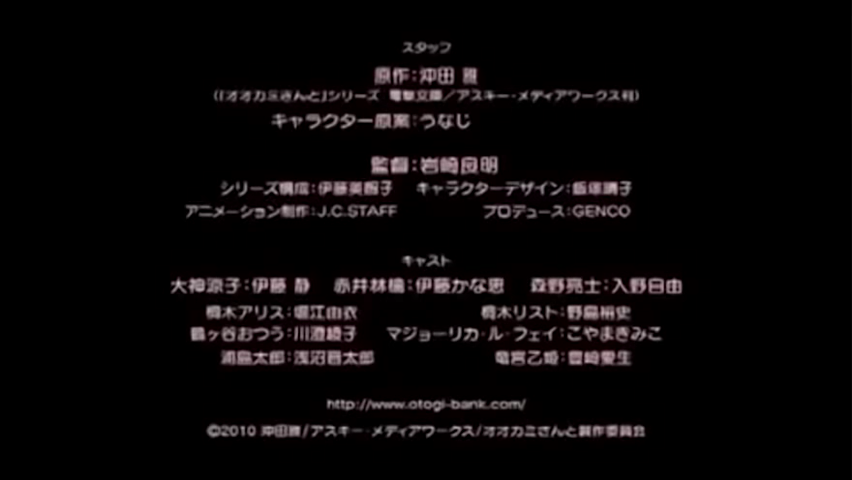 スタッフ
原作：沖田 雅
(『オオカミさんと』シリーズ 電撃文庫／アスキー・メディアワークス刊)
キャラクター原案：うなじ
監督：岩崎良明
シリーズ構成：伊藤美智子 キャラクターデザイン：飯塚晴子
アニメーション制作：J.C.STAFF プロデュース：GENCO
キャスト
大神涼子：伊藤 静 赤井林檎：伊藤かな恵 森野亮士：入野自由
桐木アリス：堀江由衣 桐木リスト：野島裕史
鶴ヶ谷おつう：川澄綾子 マジョーリカ・ル・フェイ：こやまきみこ
浦島太郎：浅沼晋太郎 竜宮乙姫：豊崎愛生
http://www.otogi-bank.com/
©2010 沖田雅/アスキー・メディアワークス/オオカミさんと製作委員会